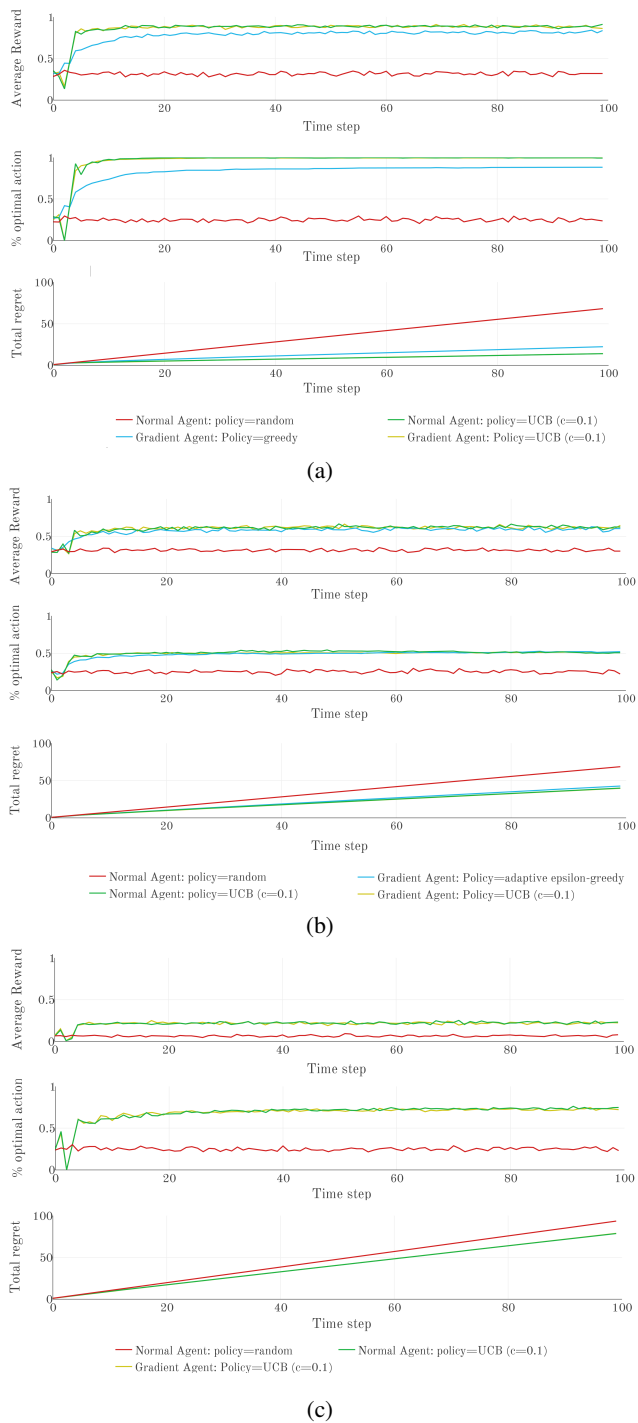 Average Reward
1
0.5
0
0 20 40 60 80 100
Time step
% optimal action
1
0.5
0
0 20 40 60 80 100
Time step
Total regret
100
50
0
0 20 40 60 80 100
Time step
Normal Agent: policy=random Normal Agent: policy=UCB (c=0.1)
Gradient Agent: Policy=greedy Gradient Agent: Policy=UCB (c=0.1)
(a)
Average Reward
1
0.5
0
0 20 40 60 80 100
Time step
% optimal action
1
0.5
0
0 20 40 60 80 100
Time step
Total regret
100
50
0
0 20 40 60 80 100
Time step
Normal Agent: policy=random Gradient Agent: Policy=adaptive epsilon-greedy
Normal Agent: policy=UCB (c=0.1) Gradient Agent: Policy=UCB (c=0.1)
(b)
Average Reward
1
0.5
0
0 20 40 60 80 100
Time step
% optimal action
1
0.5
0
0 20 40 60 80 100
Time step
Total regret
100
50
0
0 20 40 60 80 100
Time step
Normal Agent: policy=random Normal Agent: policy=UCB (c=0.1)
Gradient Agent: Policy=UCB (c=0.1)
(c)